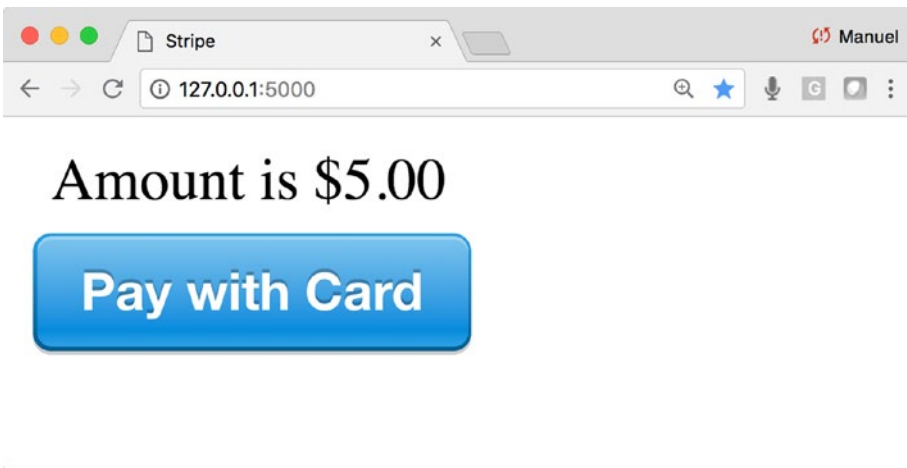 Stripe
Manuel
127.0.0.1:5000
G
Amount is $5.00
Pay with Card